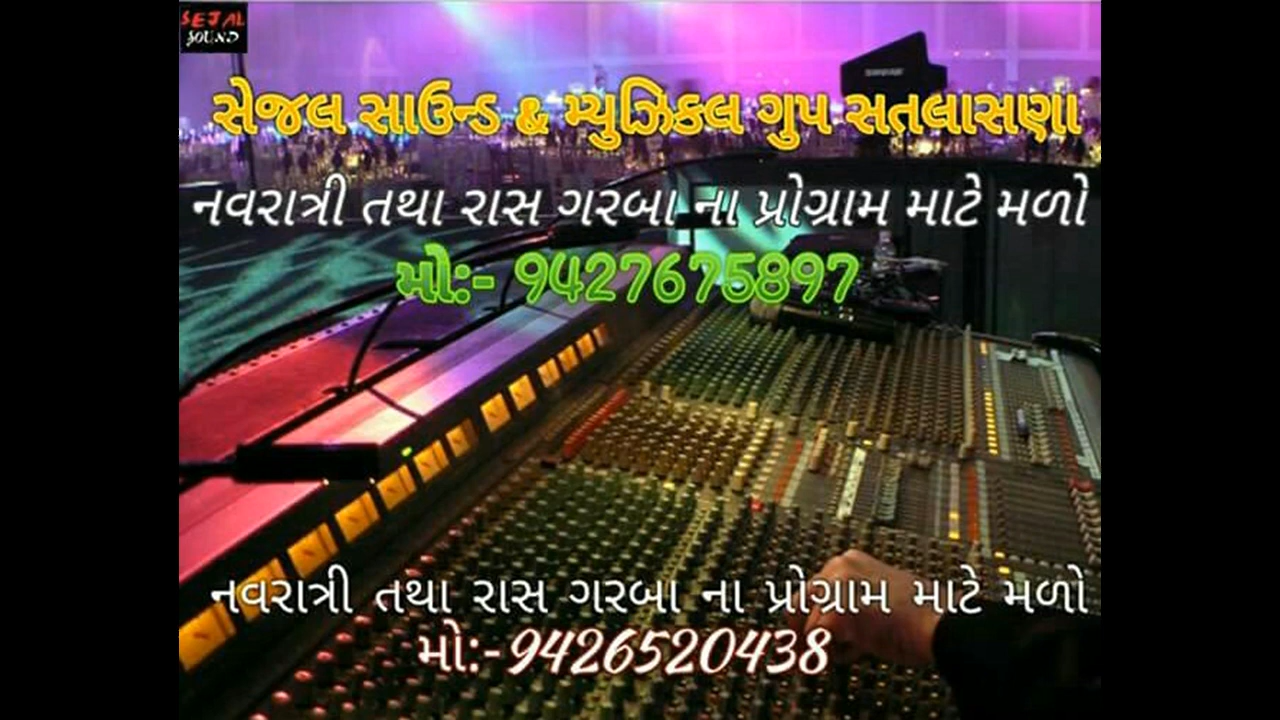 SEJAL
SOUND
સેજલ સાઉન્ડ & મ્યુઝિકલ ગુપ સતલાસણા
નવરાત્રી તથા રાસ ગરબા ના પ્રોગ્રામ માટે મળો
મો:- 9427675897
નવરાત્રી તથા રાસ ગરબા ના પ્રોગ્રામ માટે મળો
મો:-9426520438